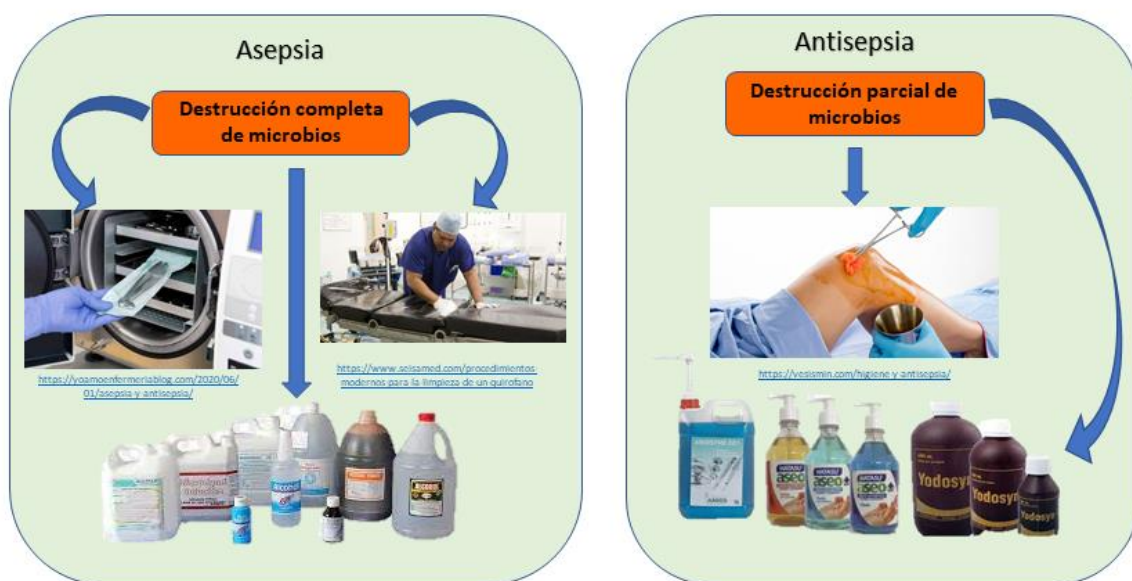 Asepsia
Destrucción completa
de microbios
https://yoamoenfermeriablog.com/2020/06/
01/asepsia y antisepsia/
https://www.selsamed.com/procedimientos-
modernos para la limpieza de un quirofano
ALCOHOL
Antisepsia
Destrucción parcial de
microbios
https://vesismin.com/higiene y antisepsia/
aseo
aseo
aseo
Yodosyn
Yodosyn
Yodosyn